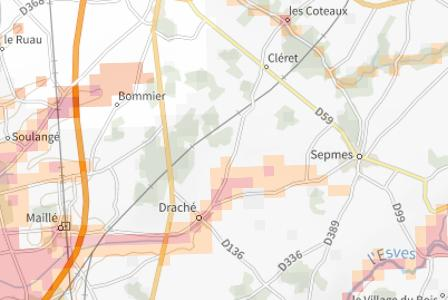 D368
les Coteaux
le Ruau
Cléret
Bommier
D59
Soulangé
Sepmes
Draché
D99
Maillé
D136
D336
D389
L'Esves
le Village du Bois